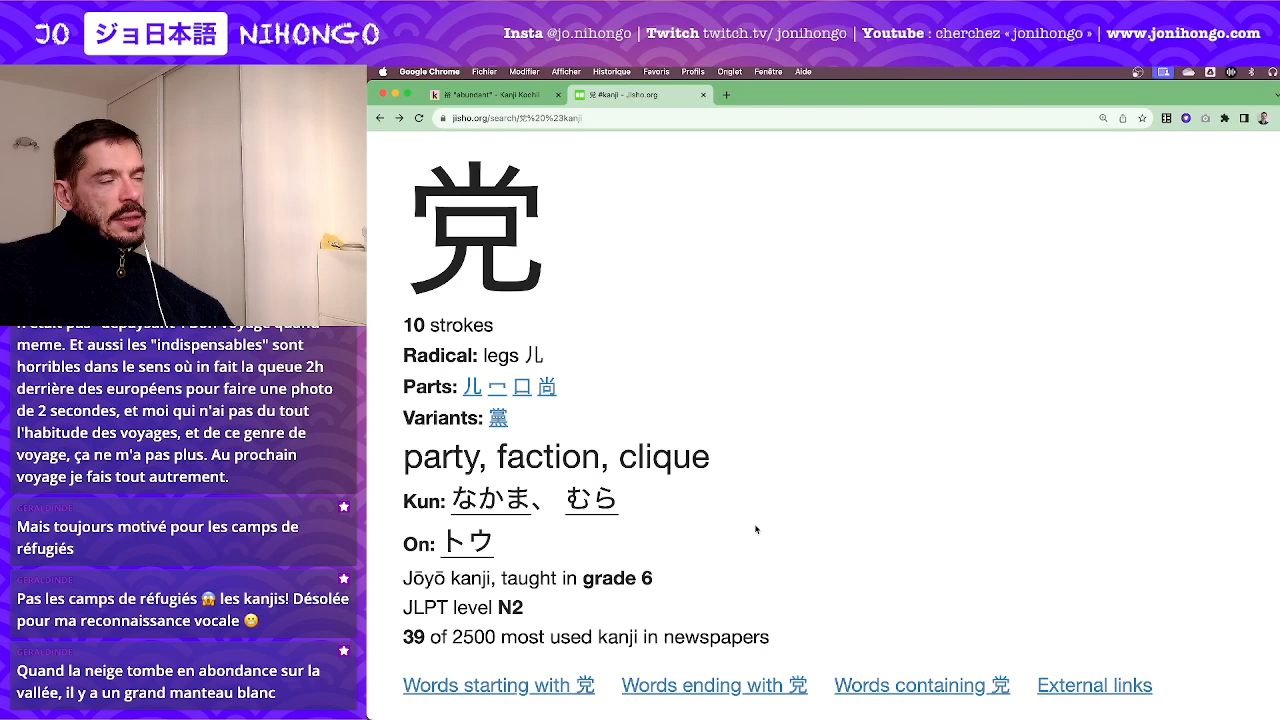 JO ジョ日本語 NIHONGO
Insta @jo.nihongo | Twitch twitch.tv/ jonihongo | Youtube : cherchez « jonihongo » | www.jonihongo.com
Google Chrome Fichier Modifier Afficher Historique Favoris Profils Onglet Fenêtre Aide
裕 "abundant" - Kanji Kochii
党 #kanji - Jisho.org
jisho.org/search/党%20%23kanji
党
10 strokes
Radical: legs 儿
Parts: 儿 冖 口 尚
Variants: 黨
party, faction, clique
Kun: なかま、 むら
On: トウ
Jōyō kanji, taught in grade 6
JLPT level N2
39 of 2500 most used kanji in newspapers
Words starting with 党 Words ending with 党 Words containing 党 External links
meme. Et aussi les "indispensables" sont
horribles dans le sens où in fait la queue 2h
derrière des européens pour faire une photo
de 2 secondes, et moi qui n'ai pas du tout
l'habitude des voyages, et de ce genre de
voyage, ça ne m'a pas plus. Au prochain
voyage je fais tout autrement.
GERALDINDE
Mais toujours motivé pour les camps de
réfugiés
GERALDINDE
Pas les camps de réfugiés 😱 les kanjis! Désolée
pour ma reconnaissance vocale 😬
GERALDINDE
Quand la neige tombe en abondance sur la
vallée, il y a un grand manteau blanc